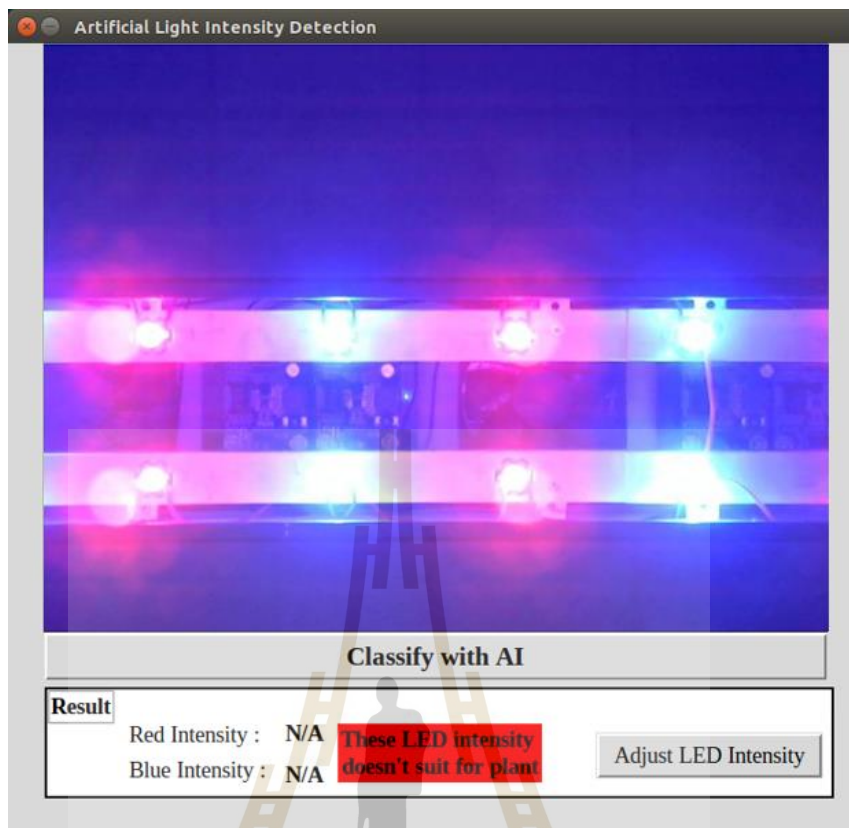 Artificial Light Intensity Detection
Classify with AI
Result
Red Intensity : N/A
Blue Intensity : N/A
These LED intensity
doesn't suit for plant
Adjust LED Intensity